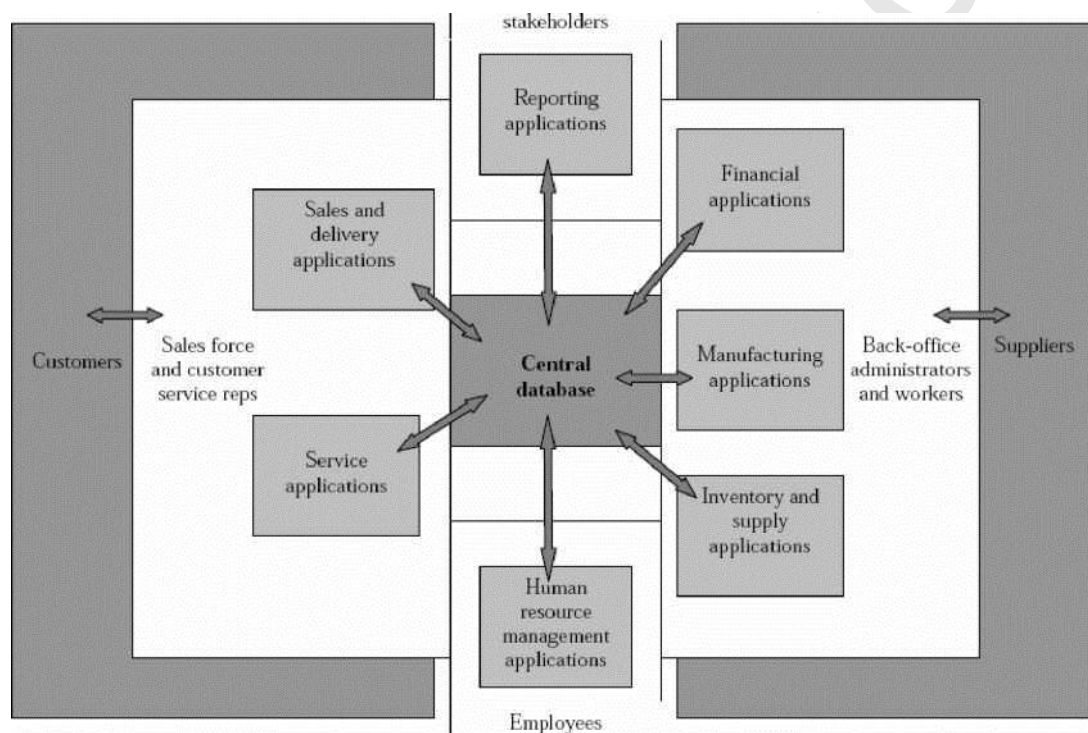 stakeholders
Reporting
applications
Financial
applications
Sales and
delivery
applications
Customers
Sales force
and customer
service reps
Central
database
Manufacturing
applications
Back-office
administrators
and workers
Suppliers
Service
applications
Inventory and
supply
applications
Human
resource
management
applications
Employees